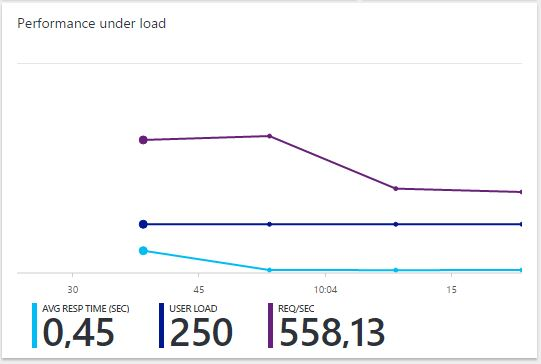 Performance under load
30 45 10:04 15
AVG RESP TIME (SEC) USER LOAD REQ/SEC
0,45 250 558,13